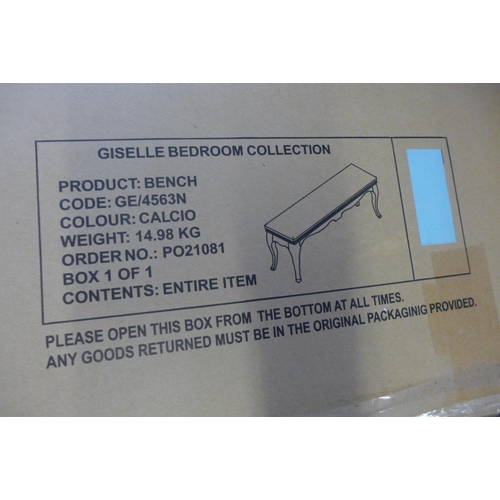 GISELLE BEDROOM COLLECTION
PRODUCT: BENCH
CODE: GE/4563N
COLOUR: CALCIO
WEIGHT: 14.98 KG
ORDER NO.: PO21081
BOX 1 OF 1
CONTENTS: ENTIRE ITEM
PLEASE OPEN THIS BOX FROM THE BOTTOM AT ALL TIMES.
ANY GOODS RETURNED MUST BE IN THE ORIGINAL PACKAGINIG PROVIDED.